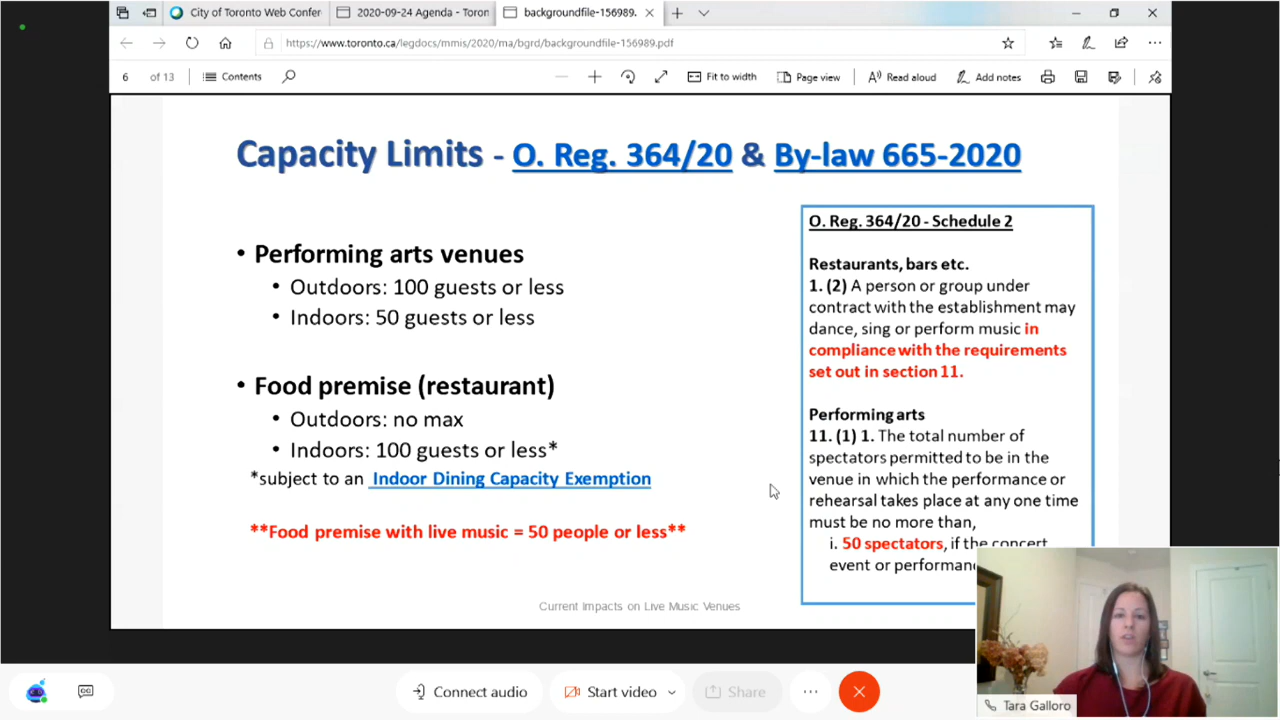 City of Toronto Web Confer
2020-09-24 Agenda - Toron
backgroundfile-156989.
https://www.toronto.ca/legdocs/mmis/2020/ma/bgrd/backgroundfile-156989.pdf
6 of 13
Contents
Fit to width
Page view
Read aloud
Add notes
Capacity Limits - O. Reg. 364/20 & By-law 665-2020
• Performing arts venues
• Outdoors: 100 guests or less
• Indoors: 50 guests or less
• Food premise (restaurant)
• Outdoors: no max
• Indoors: 100 guests or less*
*subject to an Indoor Dining Capacity Exemption
**Food premise with live music = 50 people or less**
O. Reg. 364/20 - Schedule 2
Restaurants, bars etc.
1. (2) A person or group under
contract with the establishment may
dance, sing or perform music in
compliance with the requirements
set out in section 11.
Performing arts
11. (1) 1. The total number of
spectators permitted to be in the
venue in which the performance or
rehearsal takes place at any one time
must be no more than,
i. 50 spectators, if the concert
event or performan
Current Impacts on Live Music Venues
Tara Galloro
Connect audio
Start video
Share